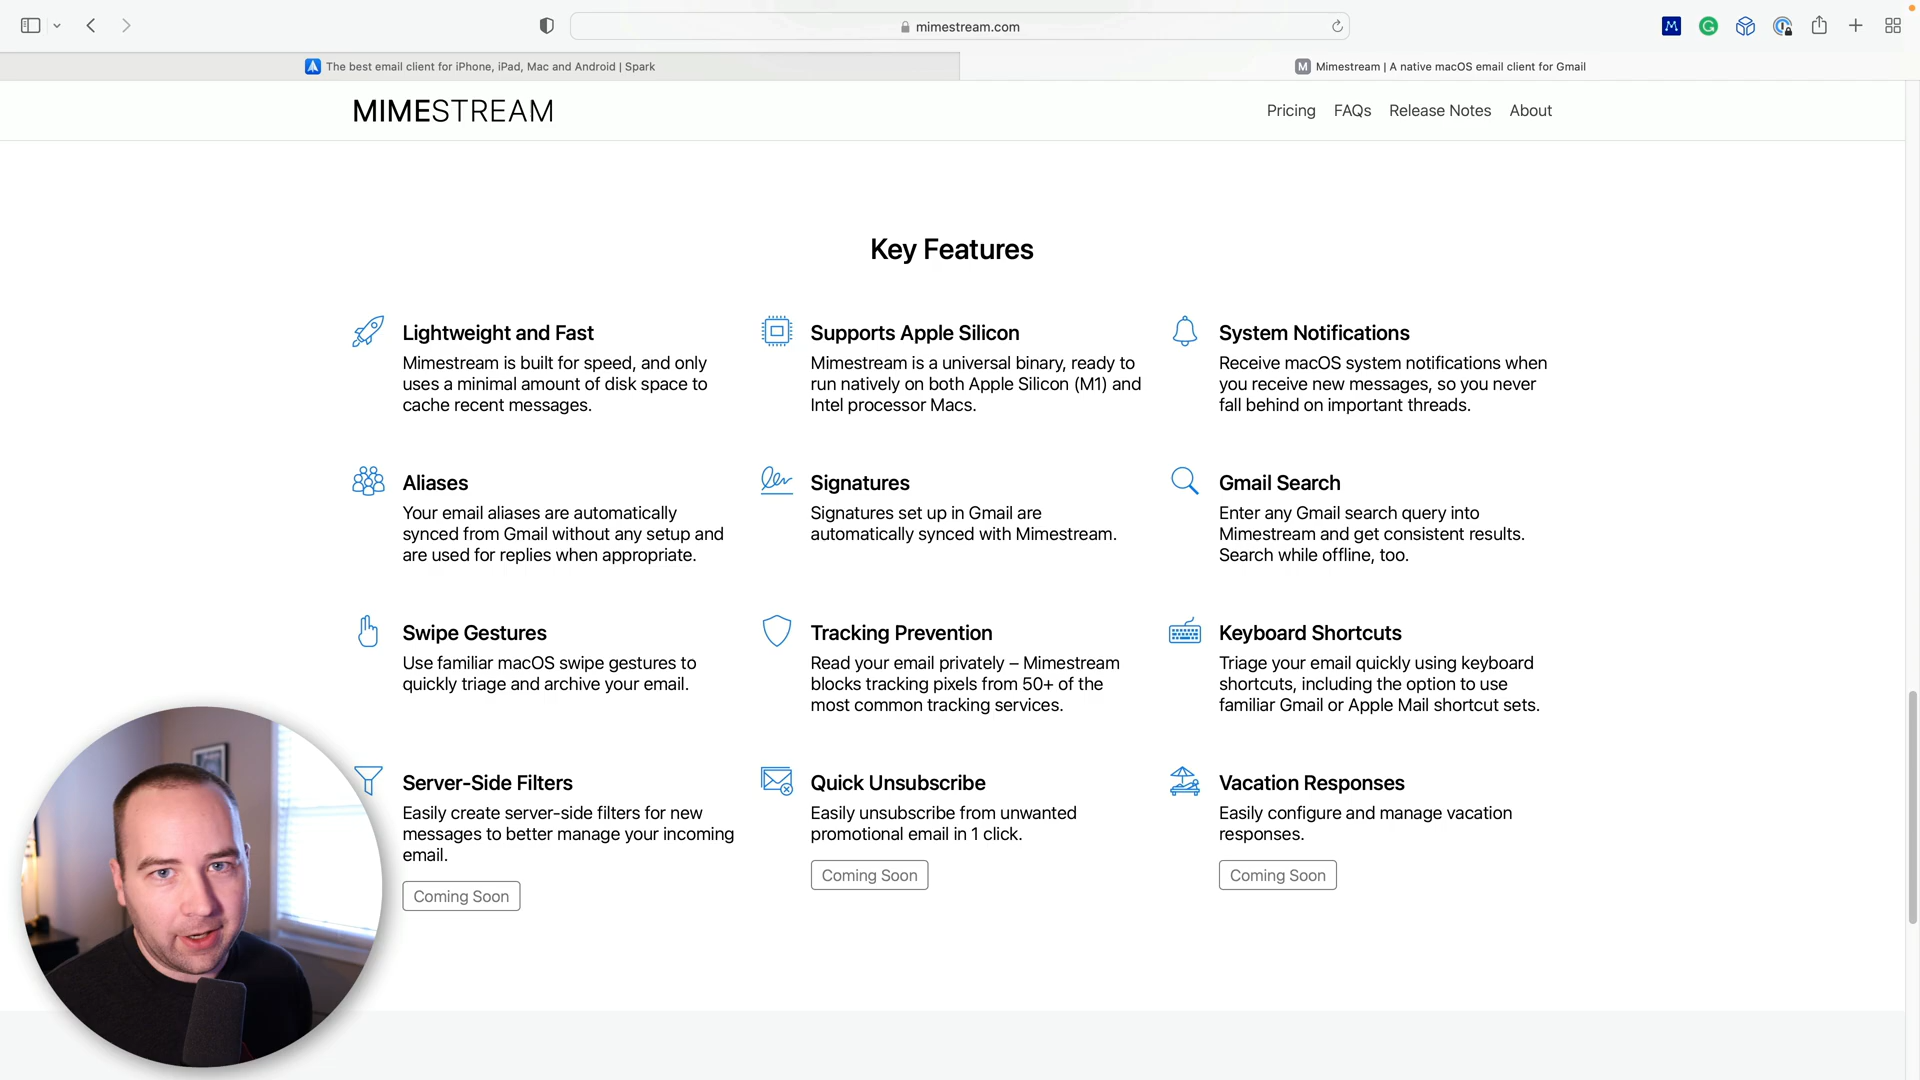 mimestream.com
The best email client for iPhone, iPad, Mac and Android | Spark
M Mimestream | A native macOS email client for Gmail
MIMESTREAM
Pricing FAQs Release Notes About
Key Features
Lightweight and Fast
Mimestream is built for speed, and only
uses a minimal amount of disk space to
cache recent messages.
Supports Apple Silicon
Mimestream is a universal binary, ready to
run natively on both Apple Silicon (M1) and
Intel processor Macs.
System Notifications
Receive macOS system notifications when
you receive new messages, so you never
fall behind on important threads.
Aliases
Your email aliases are automatically
synced from Gmail without any setup and
are used for replies when appropriate.
Signatures
Signatures set up in Gmail are
automatically synced with Mimestream.
Gmail Search
Enter any Gmail search query into
Mimestream and get consistent results.
Search while offline, too.
Swipe Gestures
Use familiar macOS swipe gestures to
quickly triage and archive your email.
Tracking Prevention
Read your email privately – Mimestream
blocks tracking pixels from 50+ of the
most common tracking services.
Keyboard Shortcuts
Triage your email quickly using keyboard
shortcuts, including the option to use
familiar Gmail or Apple Mail shortcut sets.
Server-Side Filters
Easily create server-side filters for new
messages to better manage your incoming
email.
Coming Soon
Quick Unsubscribe
Easily unsubscribe from unwanted
promotional email in 1 click.
Coming Soon
Vacation Responses
Easily configure and manage vacation
responses.
Coming Soon